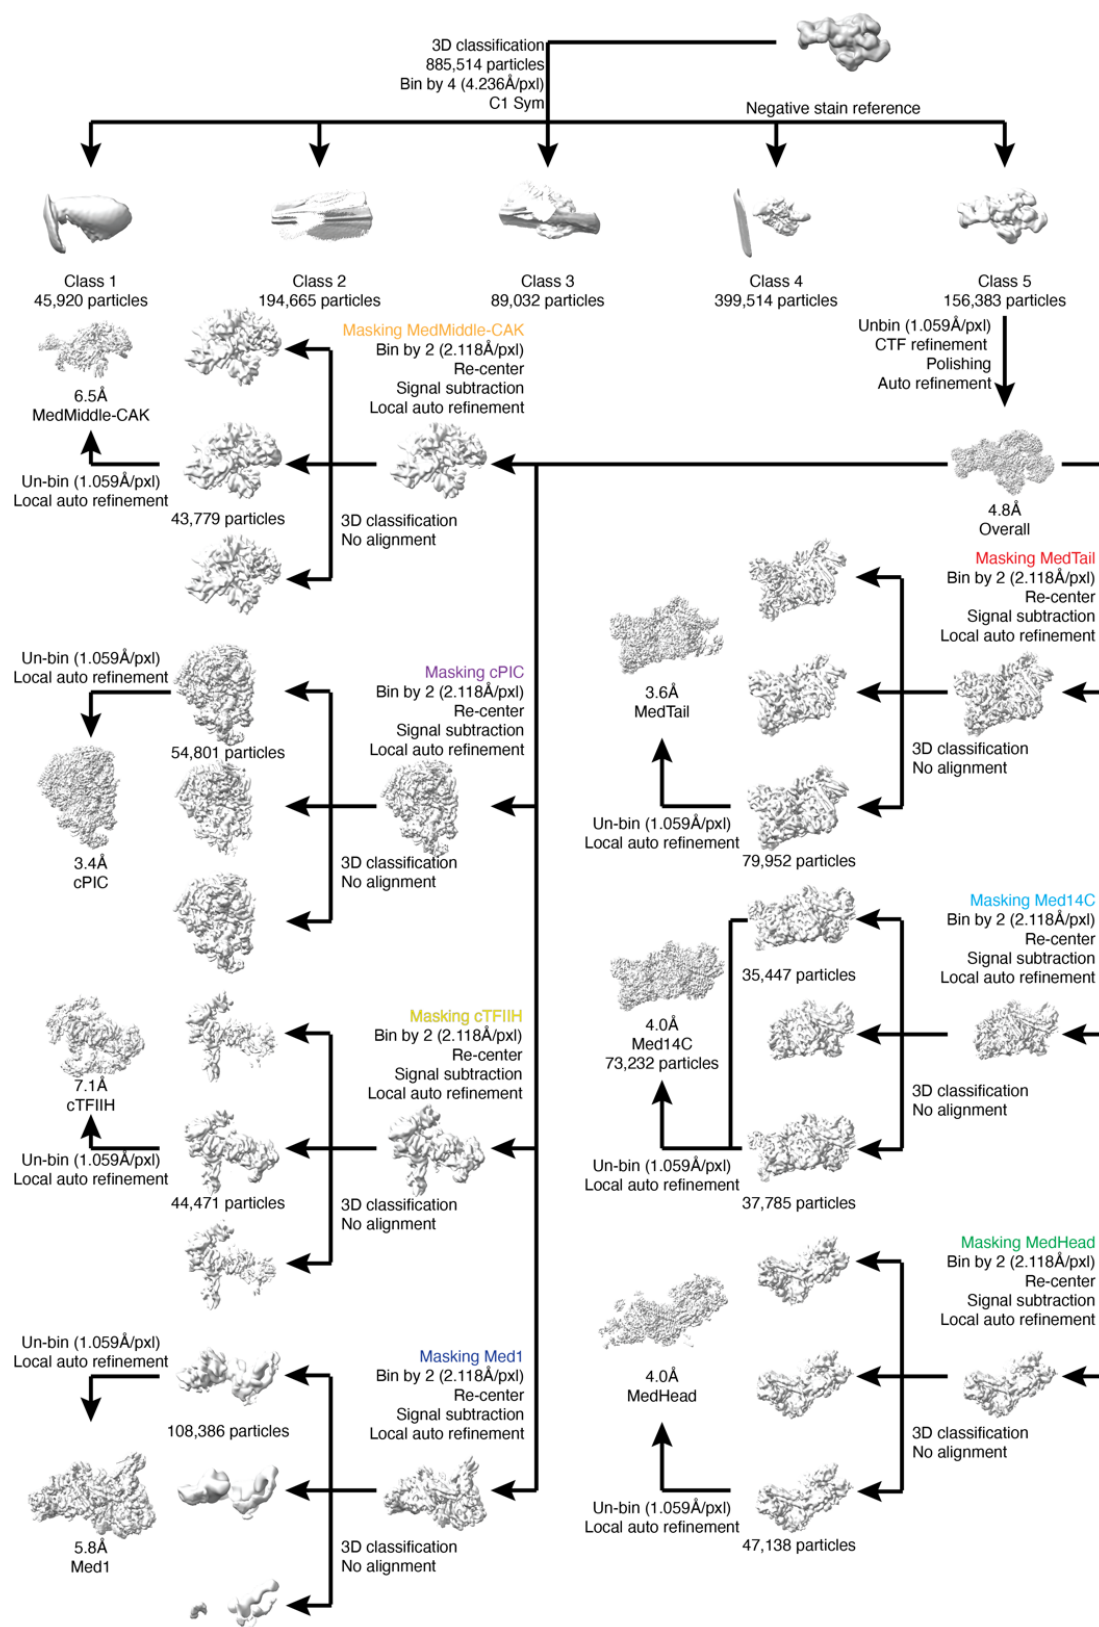 3D classification
885,514 particles
Bin by 4 (4.236Å/pxl)
C1 Sym
Negative stain reference
Class 1
45,920 particles
Class 2
194,665 particles
Class 3
89,032 particles
Class 4
399,514 particles
Class 5
156,383 particles
Unbin (1.059Å/pxl)
CTF refinement
Polishing
Auto refinement
4.8Å
Overall
Masking MedMiddle-CAK
Bin by 2 (2.118Å/pxl)
Re-center
Signal subtraction
Local auto refinement
3D classification
No alignment
43,779 particles
Un-bin (1.059Å/pxl)
Local auto refinement
6.5Å
MedMiddle-CAK
Masking cPIC
Bin by 2 (2.118Å/pxl)
Re-center
Signal subtraction
Local auto refinement
3D classification
No alignment
54,801 particles
Un-bin (1.059Å/pxl)
Local auto refinement
3.4Å
cPIC
Masking cTFIIH
Bin by 2 (2.118Å/pxl)
Re-center
Signal subtraction
Local auto refinement
3D classification
No alignment
44,471 particles
Un-bin (1.059Å/pxl)
Local auto refinement
7.1Å
cTFIIH
Masking Med1
Bin by 2 (2.118Å/pxl)
Re-center
Signal subtraction
Local auto refinement
3D classification
No alignment
108,386 particles
Un-bin (1.059Å/pxl)
Local auto refinement
5.8Å
Med1
Masking MedTail
Bin by 2 (2.118Å/pxl)
Re-center
Signal subtraction
Local auto refinement
3D classification
No alignment
79,952 particles
Un-bin (1.059Å/pxl)
Local auto refinement
3.6Å
MedTail
Masking Med14C
Bin by 2 (2.118Å/pxl)
Re-center
Signal subtraction
Local auto refinement
3D classification
No alignment
35,447 particles
37,785 particles
Un-bin (1.059Å/pxl)
Local auto refinement
4.0Å
Med14C
73,232 particles
Masking MedHead
Bin by 2 (2.118Å/pxl)
Re-center
Signal subtraction
Local auto refinement
3D classification
No alignment
47,138 particles
Un-bin (1.059Å/pxl)
Local auto refinement
4.0Å
MedHead